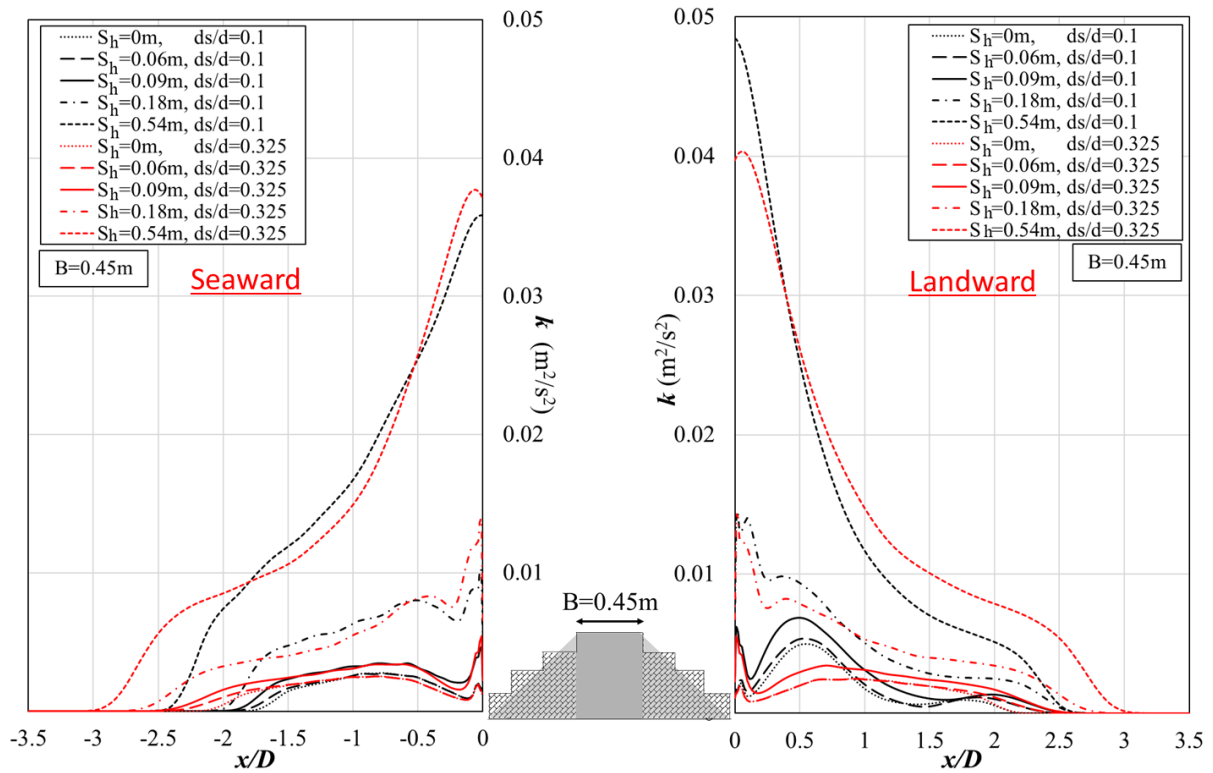 S_h=0m, ds/d=0.1
S_h=0.06m, ds/d=0.1
S_h=0.09m, ds/d=0.1
S_h=0.18m, ds/d=0.1
S_h=0.54m, ds/d=0.1
S_h=0m, ds/d=0.325
S_h=0.06m, ds/d=0.325
S_h=0.09m, ds/d=0.325
S_h=0.18m, ds/d=0.325
S_h=0.54m, ds/d=0.325
B=0.45m
Seaward
0.05
0.04
0.03
0.02
0.01
0
k (m²/s²)
-3.5 -3 -2.5 -2 -1.5 -1 -0.5 0
x/D
B=0.45m
S_h=0m, ds/d=0.1
S_h=0.06m, ds/d=0.1
S_h=0.09m, ds/d=0.1
S_h=0.18m, ds/d=0.1
S_h=0.54m, ds/d=0.1
S_h=0m, ds/d=0.325
S_h=0.06m, ds/d=0.325
S_h=0.09m, ds/d=0.325
S_h=0.18m, ds/d=0.325
S_h=0.54m, ds/d=0.325
B=0.45m
Landward
0.05
0.04
0.03
0.02
0.01
k (m²/s²)
0 0.5 1 1.5 2 2.5 3 3.5
x/D